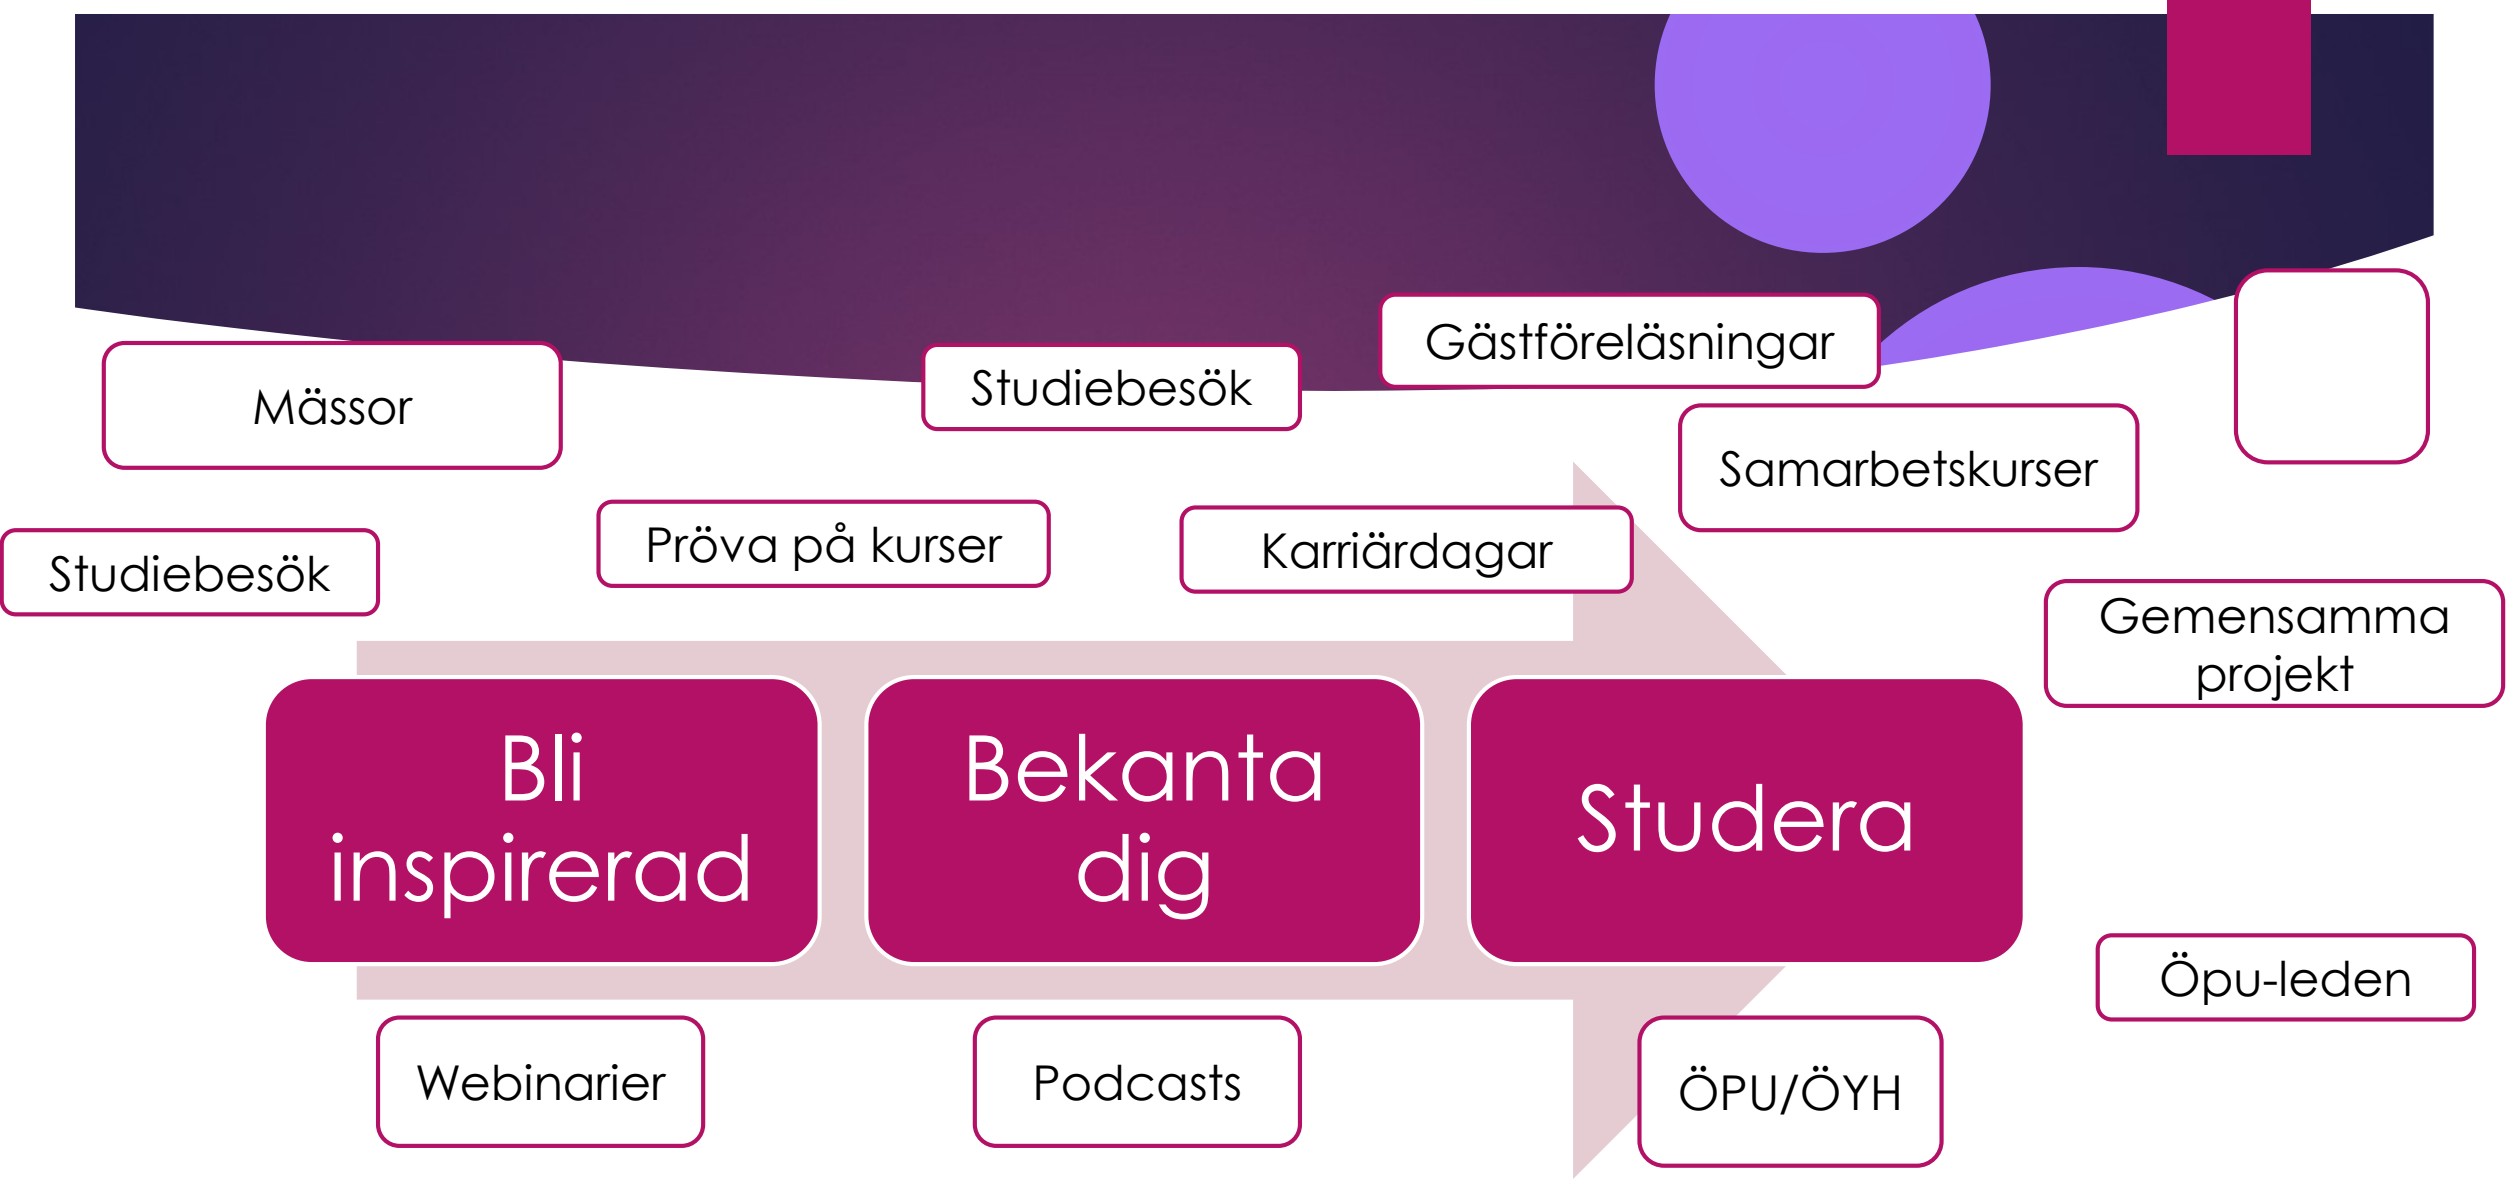 Gästföreläsningar
Studiebesök
Mässor
Samarbetskurser
Pröva på kurser
Karriärdagar
Studiebesök
Gemensamma
projekt
Bli
inspirerad
Bekanta
dig
Studera
Öpu-leden
Webinarier
Podcasts
ÖPU/ÖYH